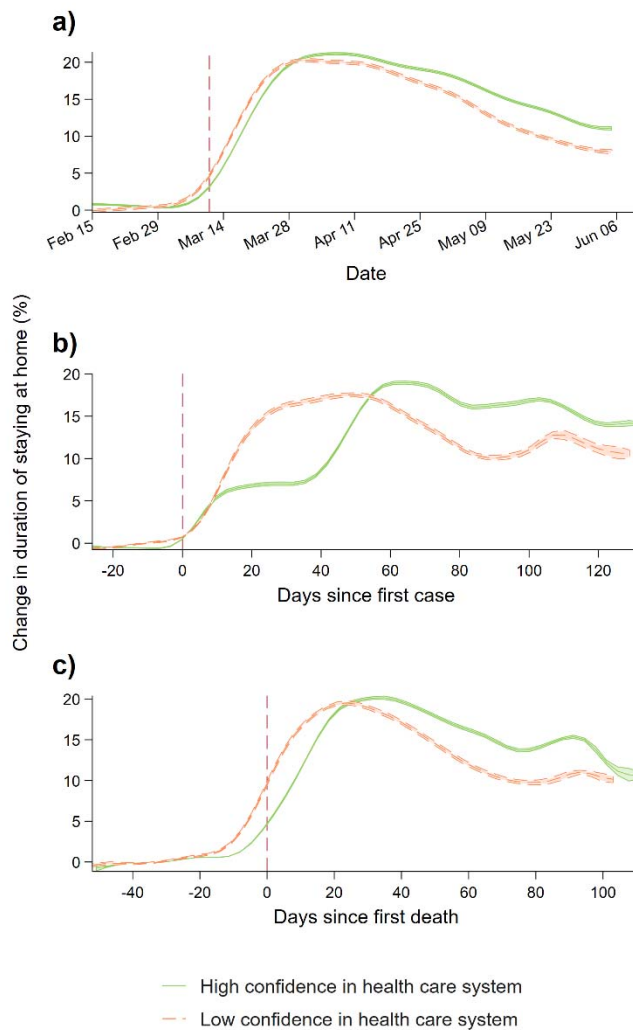 a)
20
15
10
5
0
Feb 15
Feb 29
Mar 14
Mar 28
Apr 11
Apr 25
May 09
May 23
Jun 06
Date
Change in duration of staying at home (%)
b)
20
15
10
5
0
-20 0 20 40 60 80 100 120
Days since first case
c)
20
15
10
5
0
-40 -20 0 20 40 60 80 100
Days since first death
High confidence in health care system
Low confidence in health care system